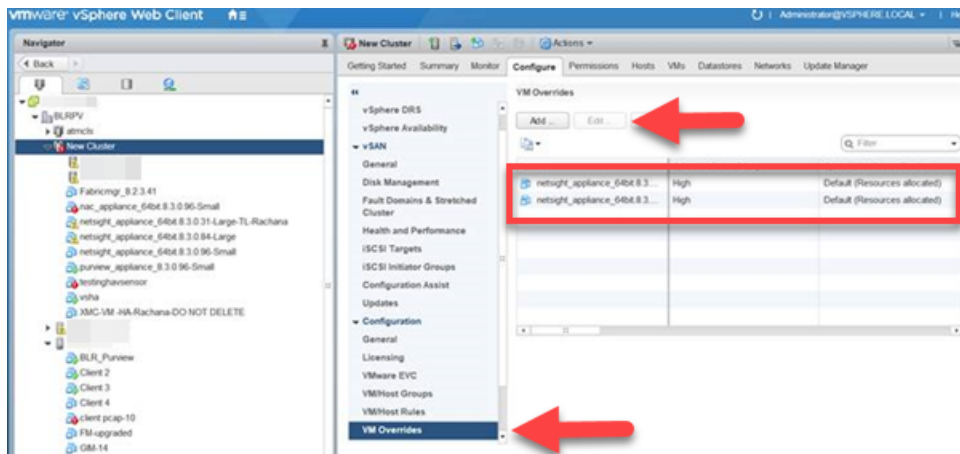 vmware® vSphere Web Client
Administrator@VSPHERE.LOCAL
Navigator
Back
BLRPV
atmcls
New Cluster
Fabricmgr_8.2.3.41
nac_appliance_64bit.8.3.0.96-Small
netsight_appliance_64bit.8.3.0.31-Large-TL-Rachana
netsight_appliance_64bit.8.3.0.84-Large
netsight_appliance_64bit.8.3.0.96-Small
purview_appliance_8.3.0.96-Small
testinghavsensor
vsha
XMC-VM -HA-Rachana-DO NOT DELETE
BLR_Purview
Client 2
Client 3
Client 4
client pcap-10
FM-upgraded
GIM-14
New Cluster
Actions
Getting Started Summary Monitor Configure Permissions Hosts VMs Datastores Networks Update Manager
vSphere DRS
vSphere Availability
vSAN
General
Disk Management
Fault Domains & Stretched
Cluster
Health and Performance
iSCSI Targets
iSCSI Initiator Groups
Configuration Assist
Updates
Configuration
General
Licensing
VMware EVC
VM/Host Groups
VM/Host Rules
VM Overrides
VM Overrides
Add ... Edit ...
Filter
netsight_appliance_64bit.8.3... High Default (Resources allocated)
netsight_appliance_64bit.8.3... High Default (Resources allocated)